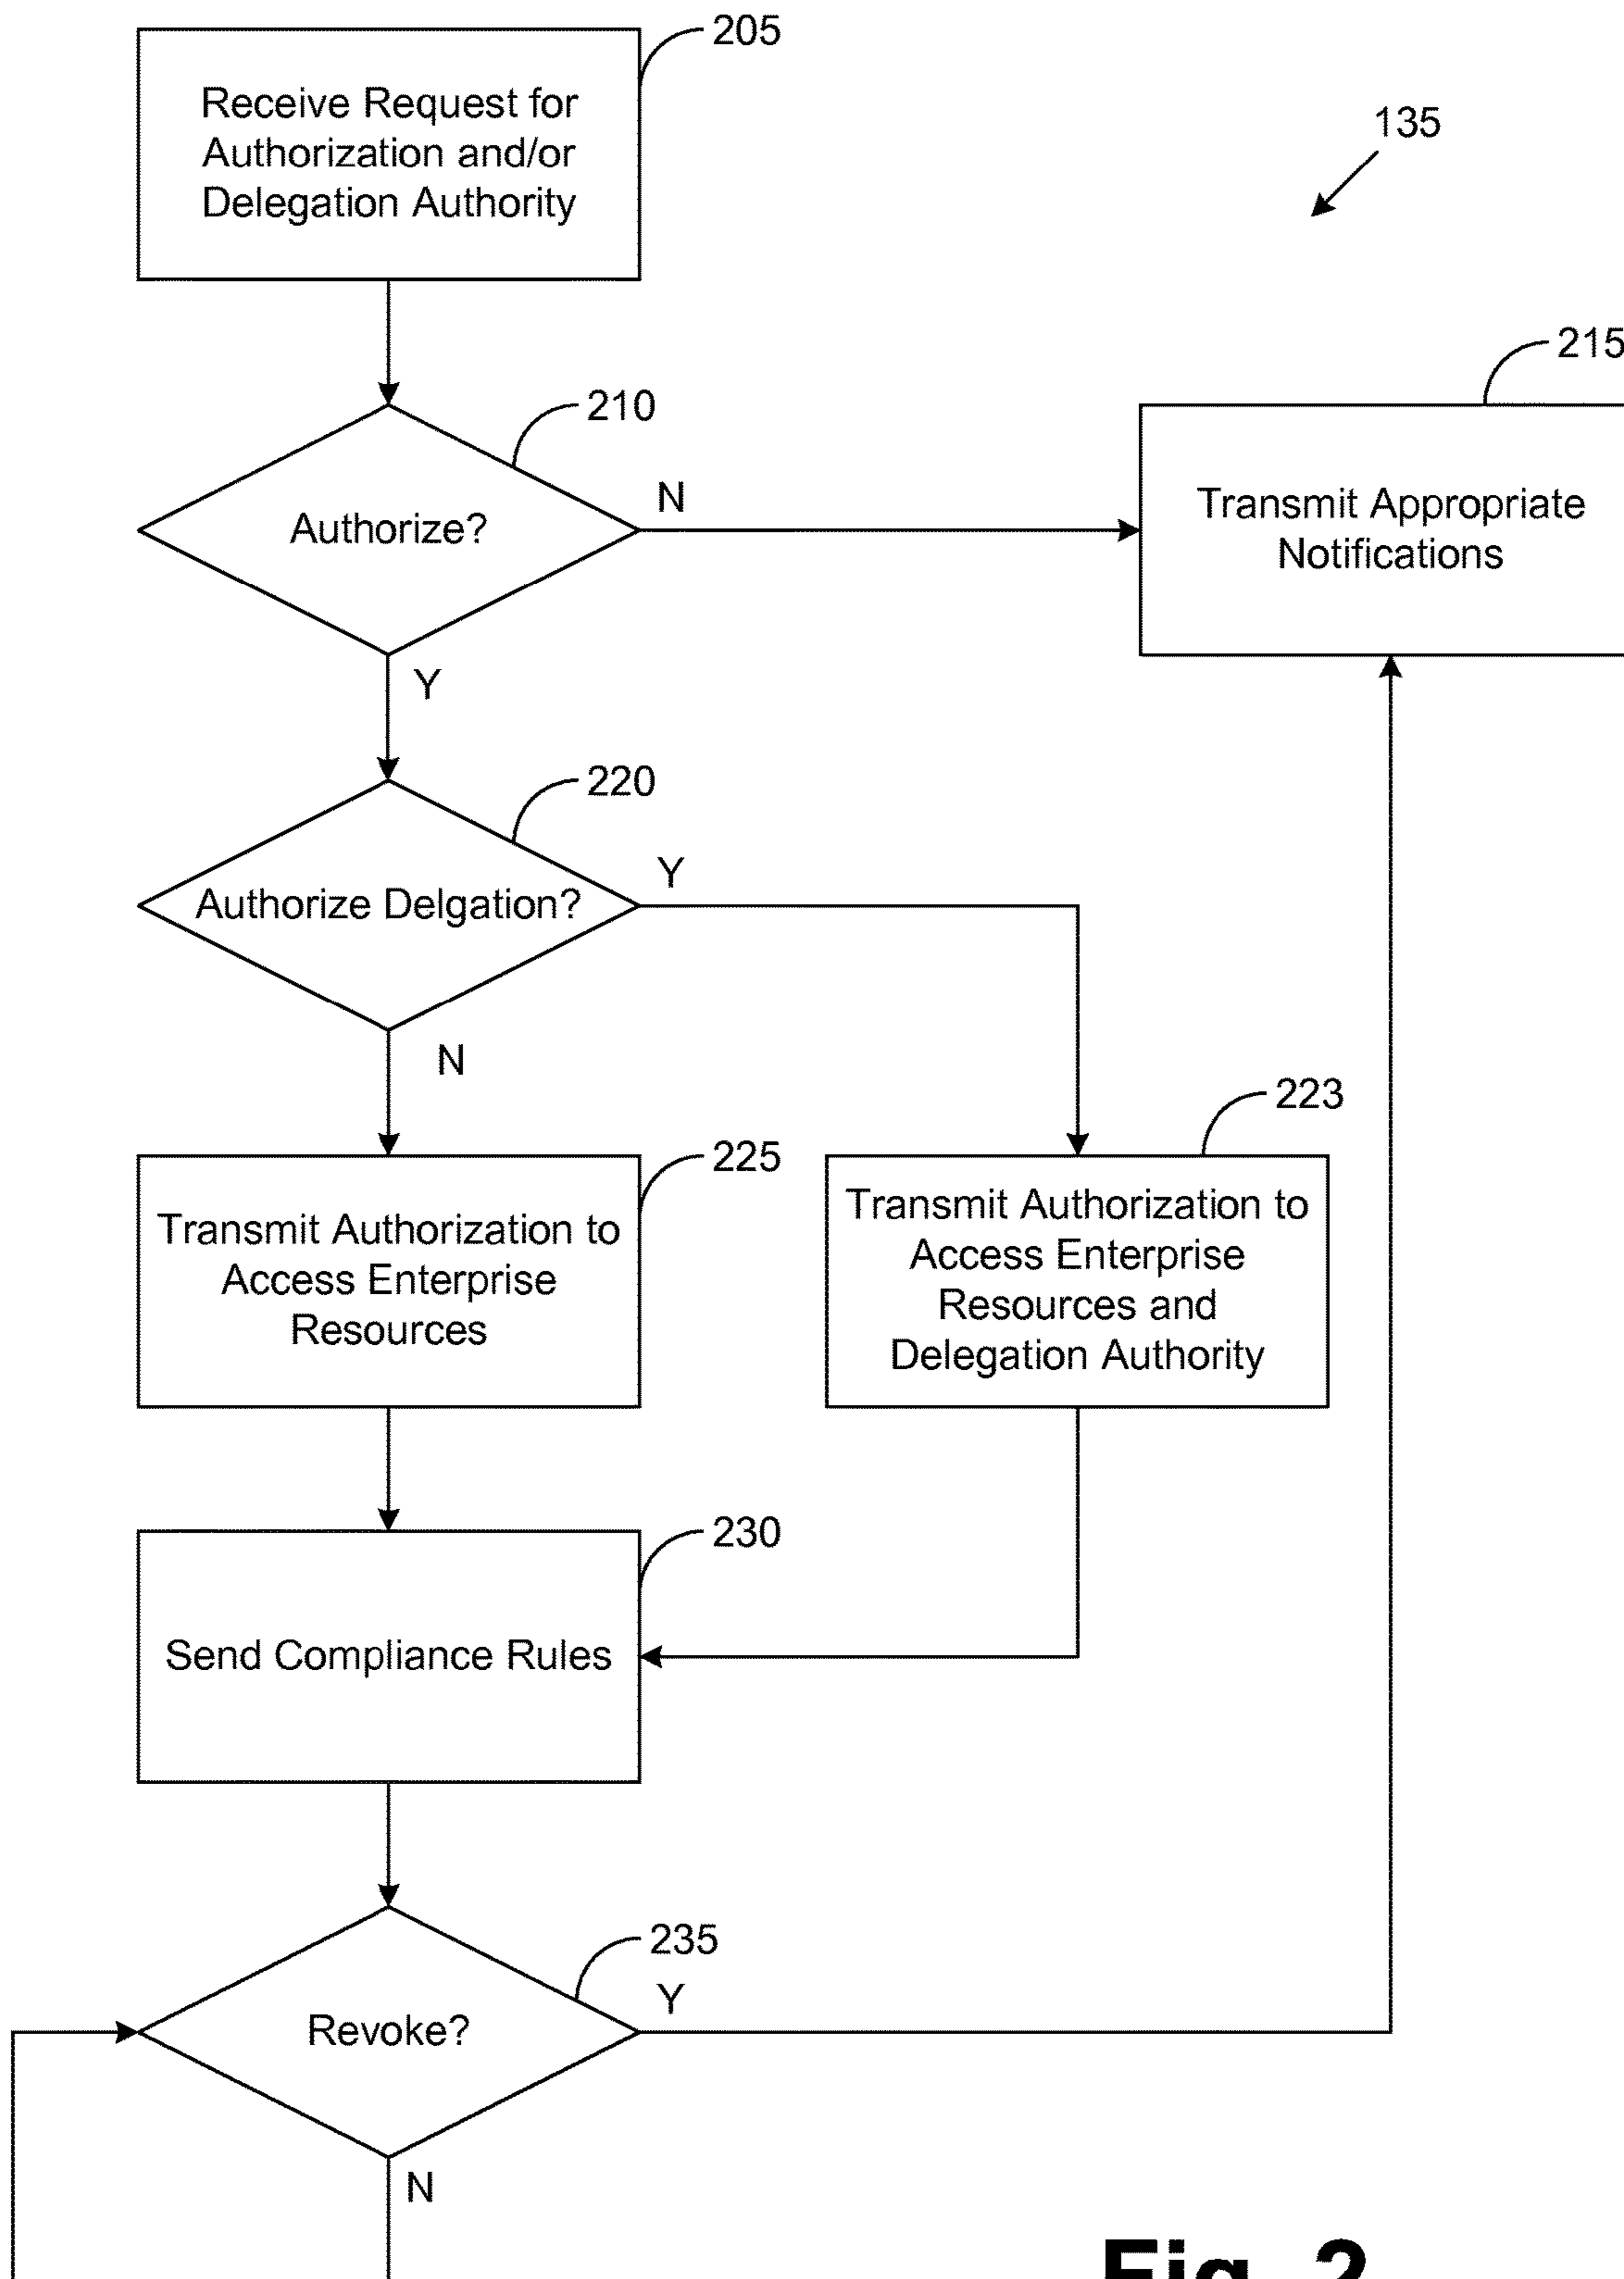 205
Receive Request for
Authorization and/or
Delegation Authority
135
215
210
Authorize?
N
Transmit Appropriate
Notifications
Y
220
Authorize Delgation?
Y
N
223
225
Transmit Authorization to
Access Enterprise
Resources
Transmit Authorization to
Access Enterprise
Resources and
Delegation Authority
230
Send Compliance Rules
235
Revoke?
Y
N
Fig. 2